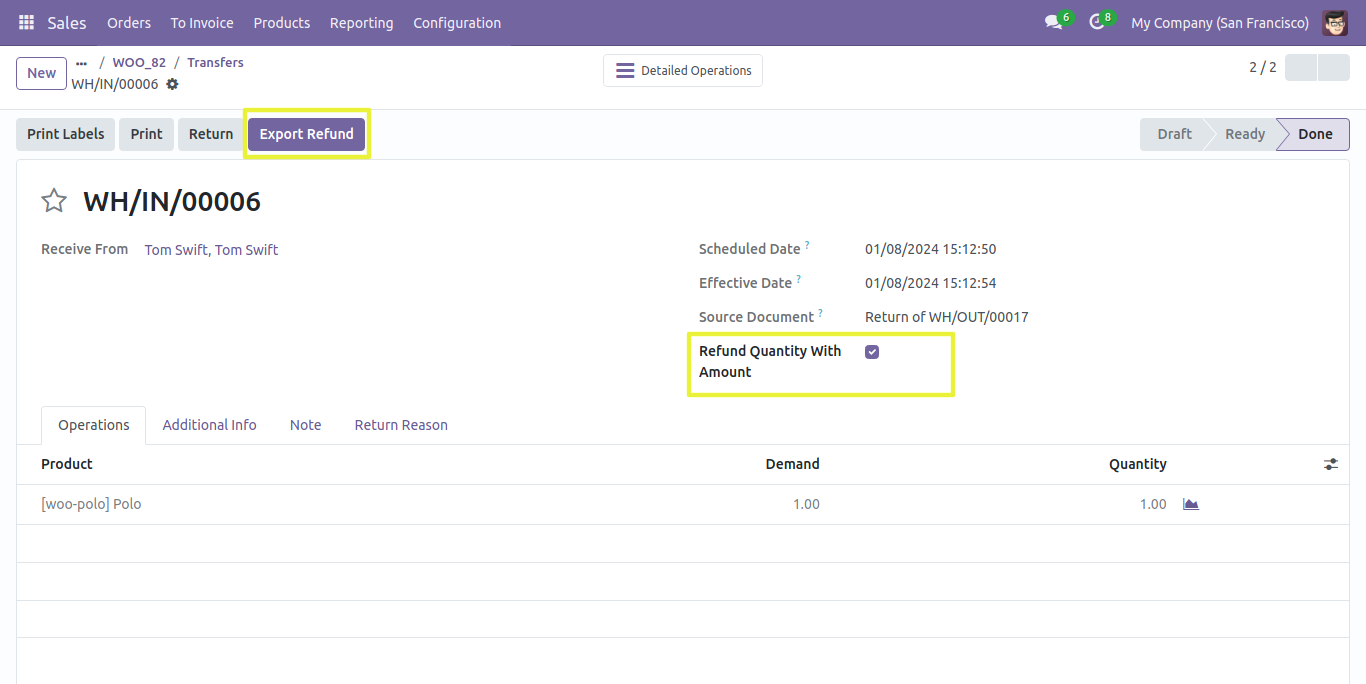 Sales Orders To Invoice Products Reporting Configuration 6 8 My Company (San Francisco)
New ... / WOO_82 / Transfers
WH/IN/00006
Detailed Operations
2 / 2
Print Labels Print Return Export Refund Draft Ready Done
WH/IN/00006
Receive From Tom Swift, Tom Swift
Scheduled Date ? 01/08/2024 15:12:50
Effective Date ? 01/08/2024 15:12:54
Source Document ? Return of WH/OUT/00017
Refund Quantity With
Amount
Operations Additional Info Note Return Reason
Product Demand Quantity
[woo-polo] Polo 1.00 1.00